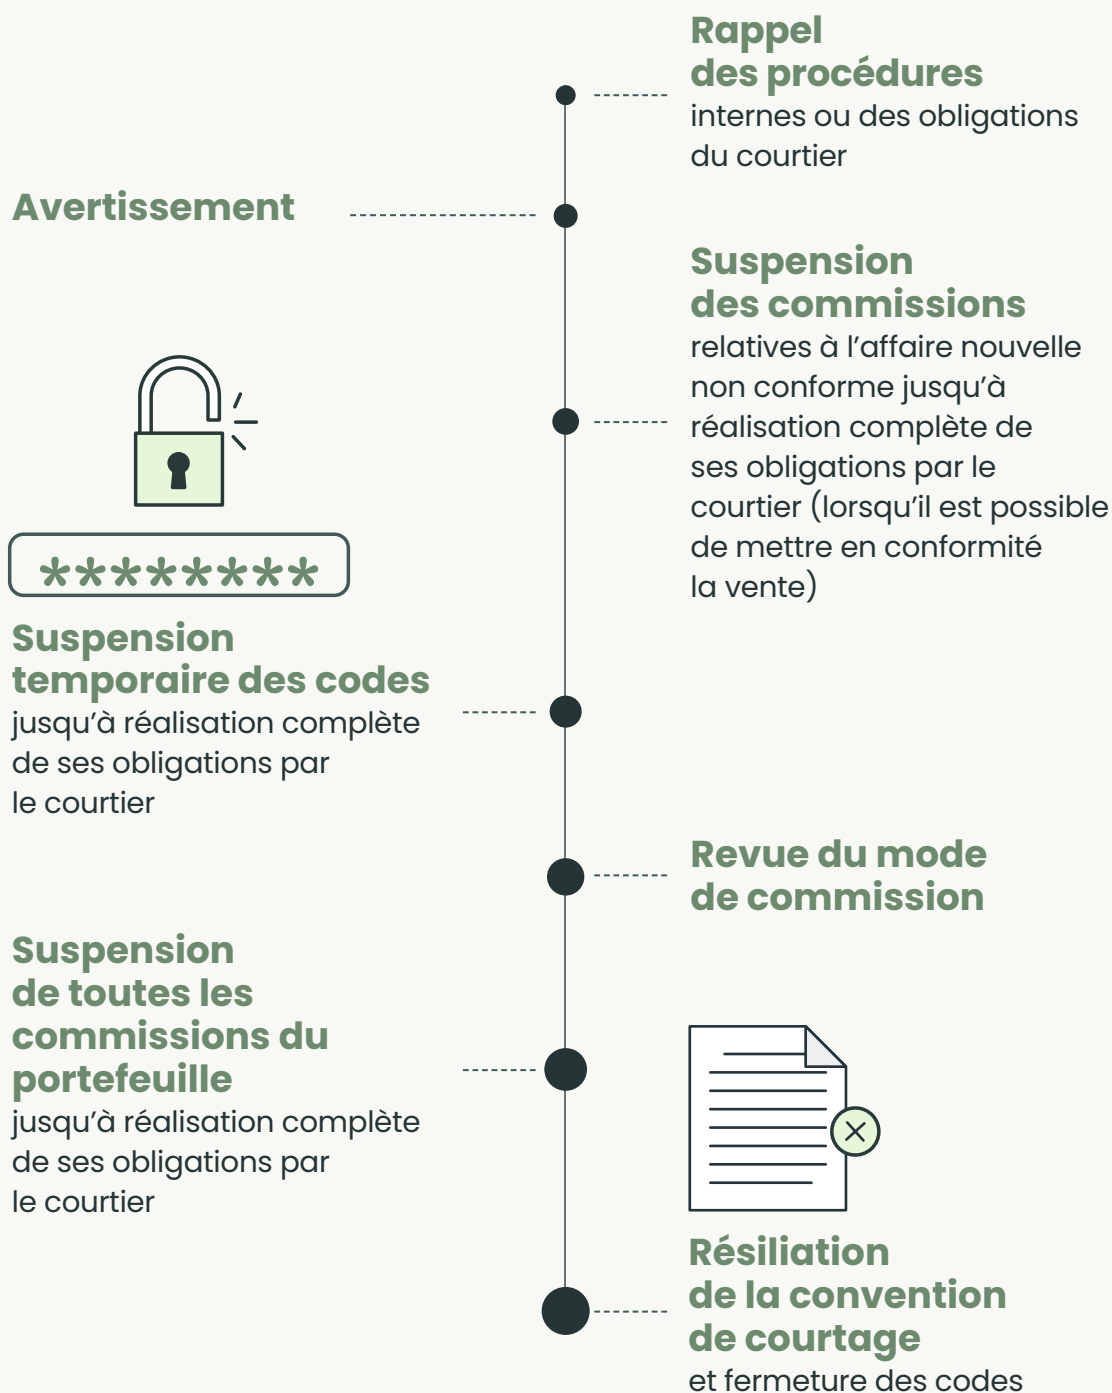 Rappel
des procédures
internes ou des obligations
du courtier
Avertissement
Suspension
des commissions
relatives à l’affaire nouvelle
non conforme jusqu’à
réalisation complète de
ses obligations par le
courtier (lorsqu’il est possible
de mettre en conformité
la vente)
********
Suspension
temporaire des codes
jusqu’à réalisation complète
de ses obligations par
le courtier
Revue du mode
de commission
Suspension
de toutes les
commissions du
portefeuille
jusqu’à réalisation complète
de ses obligations par
le courtier
Résiliation
de la convention
de courtage
et fermeture des codes